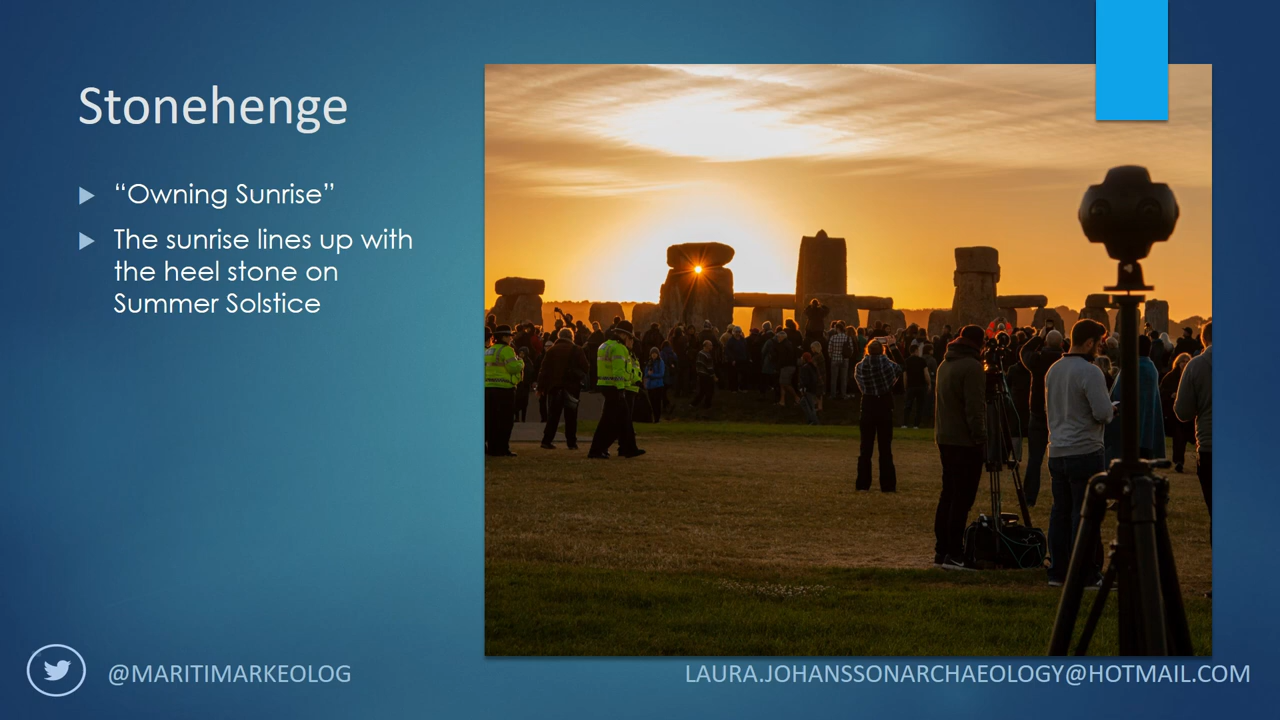 Stonehenge
“Owning Sunrise”
The sunrise lines up with
the heel stone on
Summer Solstice
@MARITIMARKEOLOG
LAURA.JOHANSSONARCHAEOLOGY@HOTMAIL.COM